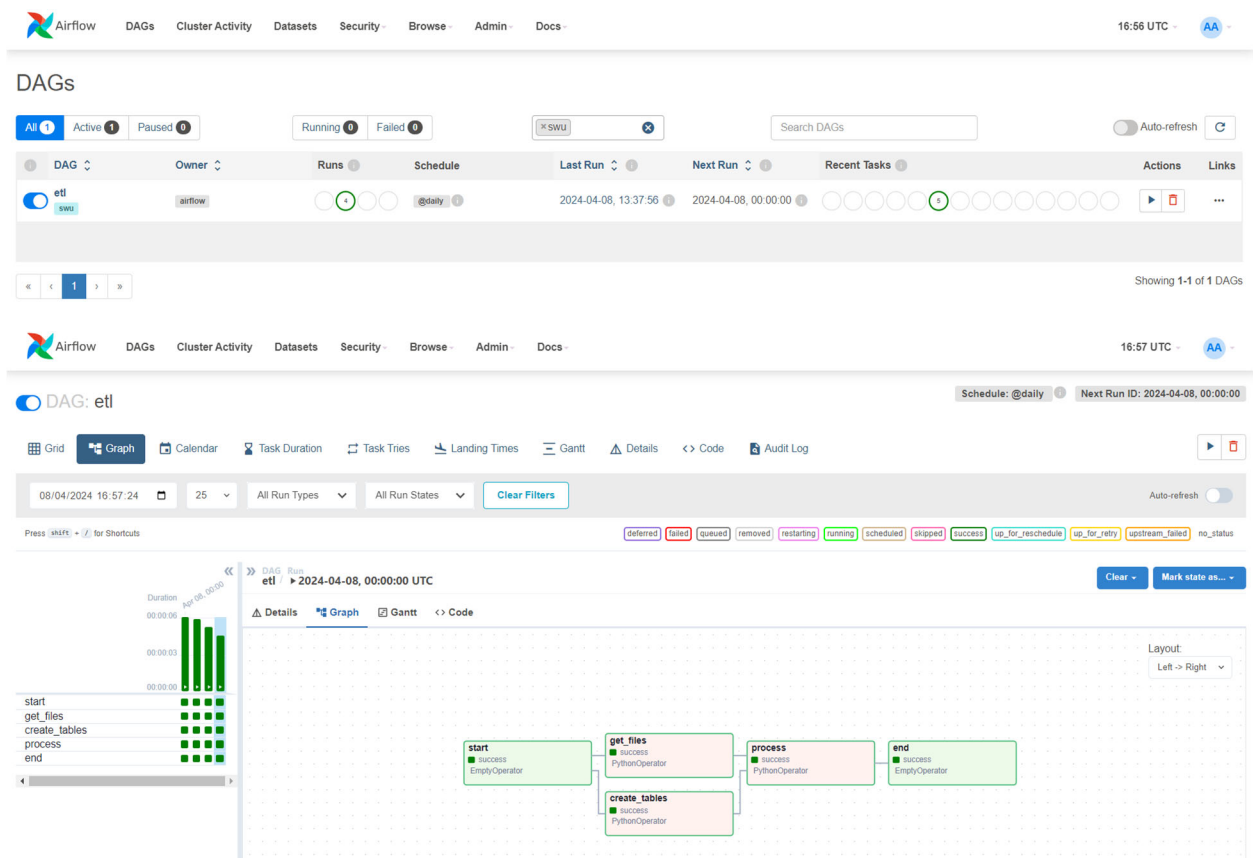 Airflow DAGs Cluster Activity Datasets Security Browse Admin Docs 16:56 UTC AA
DAGs
All 1 Active 1 Paused 0 Running 0 Failed 0 × swu Search DAGs Auto-refresh
DAG Owner Runs Schedule Last Run Next Run Recent Tasks Actions Links
etl airflow 4 @daily 2024-04-08, 13:37:56 2024-04-08, 00:00:00 5 ...
swu
« ‹ 1 › » Showing 1-1 of 1 DAGs
Airflow DAGs Cluster Activity Datasets Security Browse Admin Docs 16:57 UTC AA
Schedule: @daily Next Run ID: 2024-04-08, 00:00:00
DAG: etl
Grid Graph Calendar Task Duration Task Tries Landing Times Gantt Details <> Code Audit Log
08/04/2024 16:57:24 25 All Run Types All Run States Clear Filters Auto-refresh
Press shift + / for Shortcuts deferred failed queued removed restarting running scheduled skipped success up_for_reschedule up_for_retry upstream_failed no_status
« » DAG Run
etl / 2024-04-08, 00:00:00 UTC Clear Mark state as...
Duration Apr 08, 00:00
00:00:06
00:00:03
00:00:00
Details Graph Gantt <> Code
Layout:
Left -> Right
start
get_files
create_tables
process
end
start
success
EmptyOperator
get_files
success
PythonOperator
create_tables
success
PythonOperator
process
success
PythonOperator
end
success
EmptyOperator